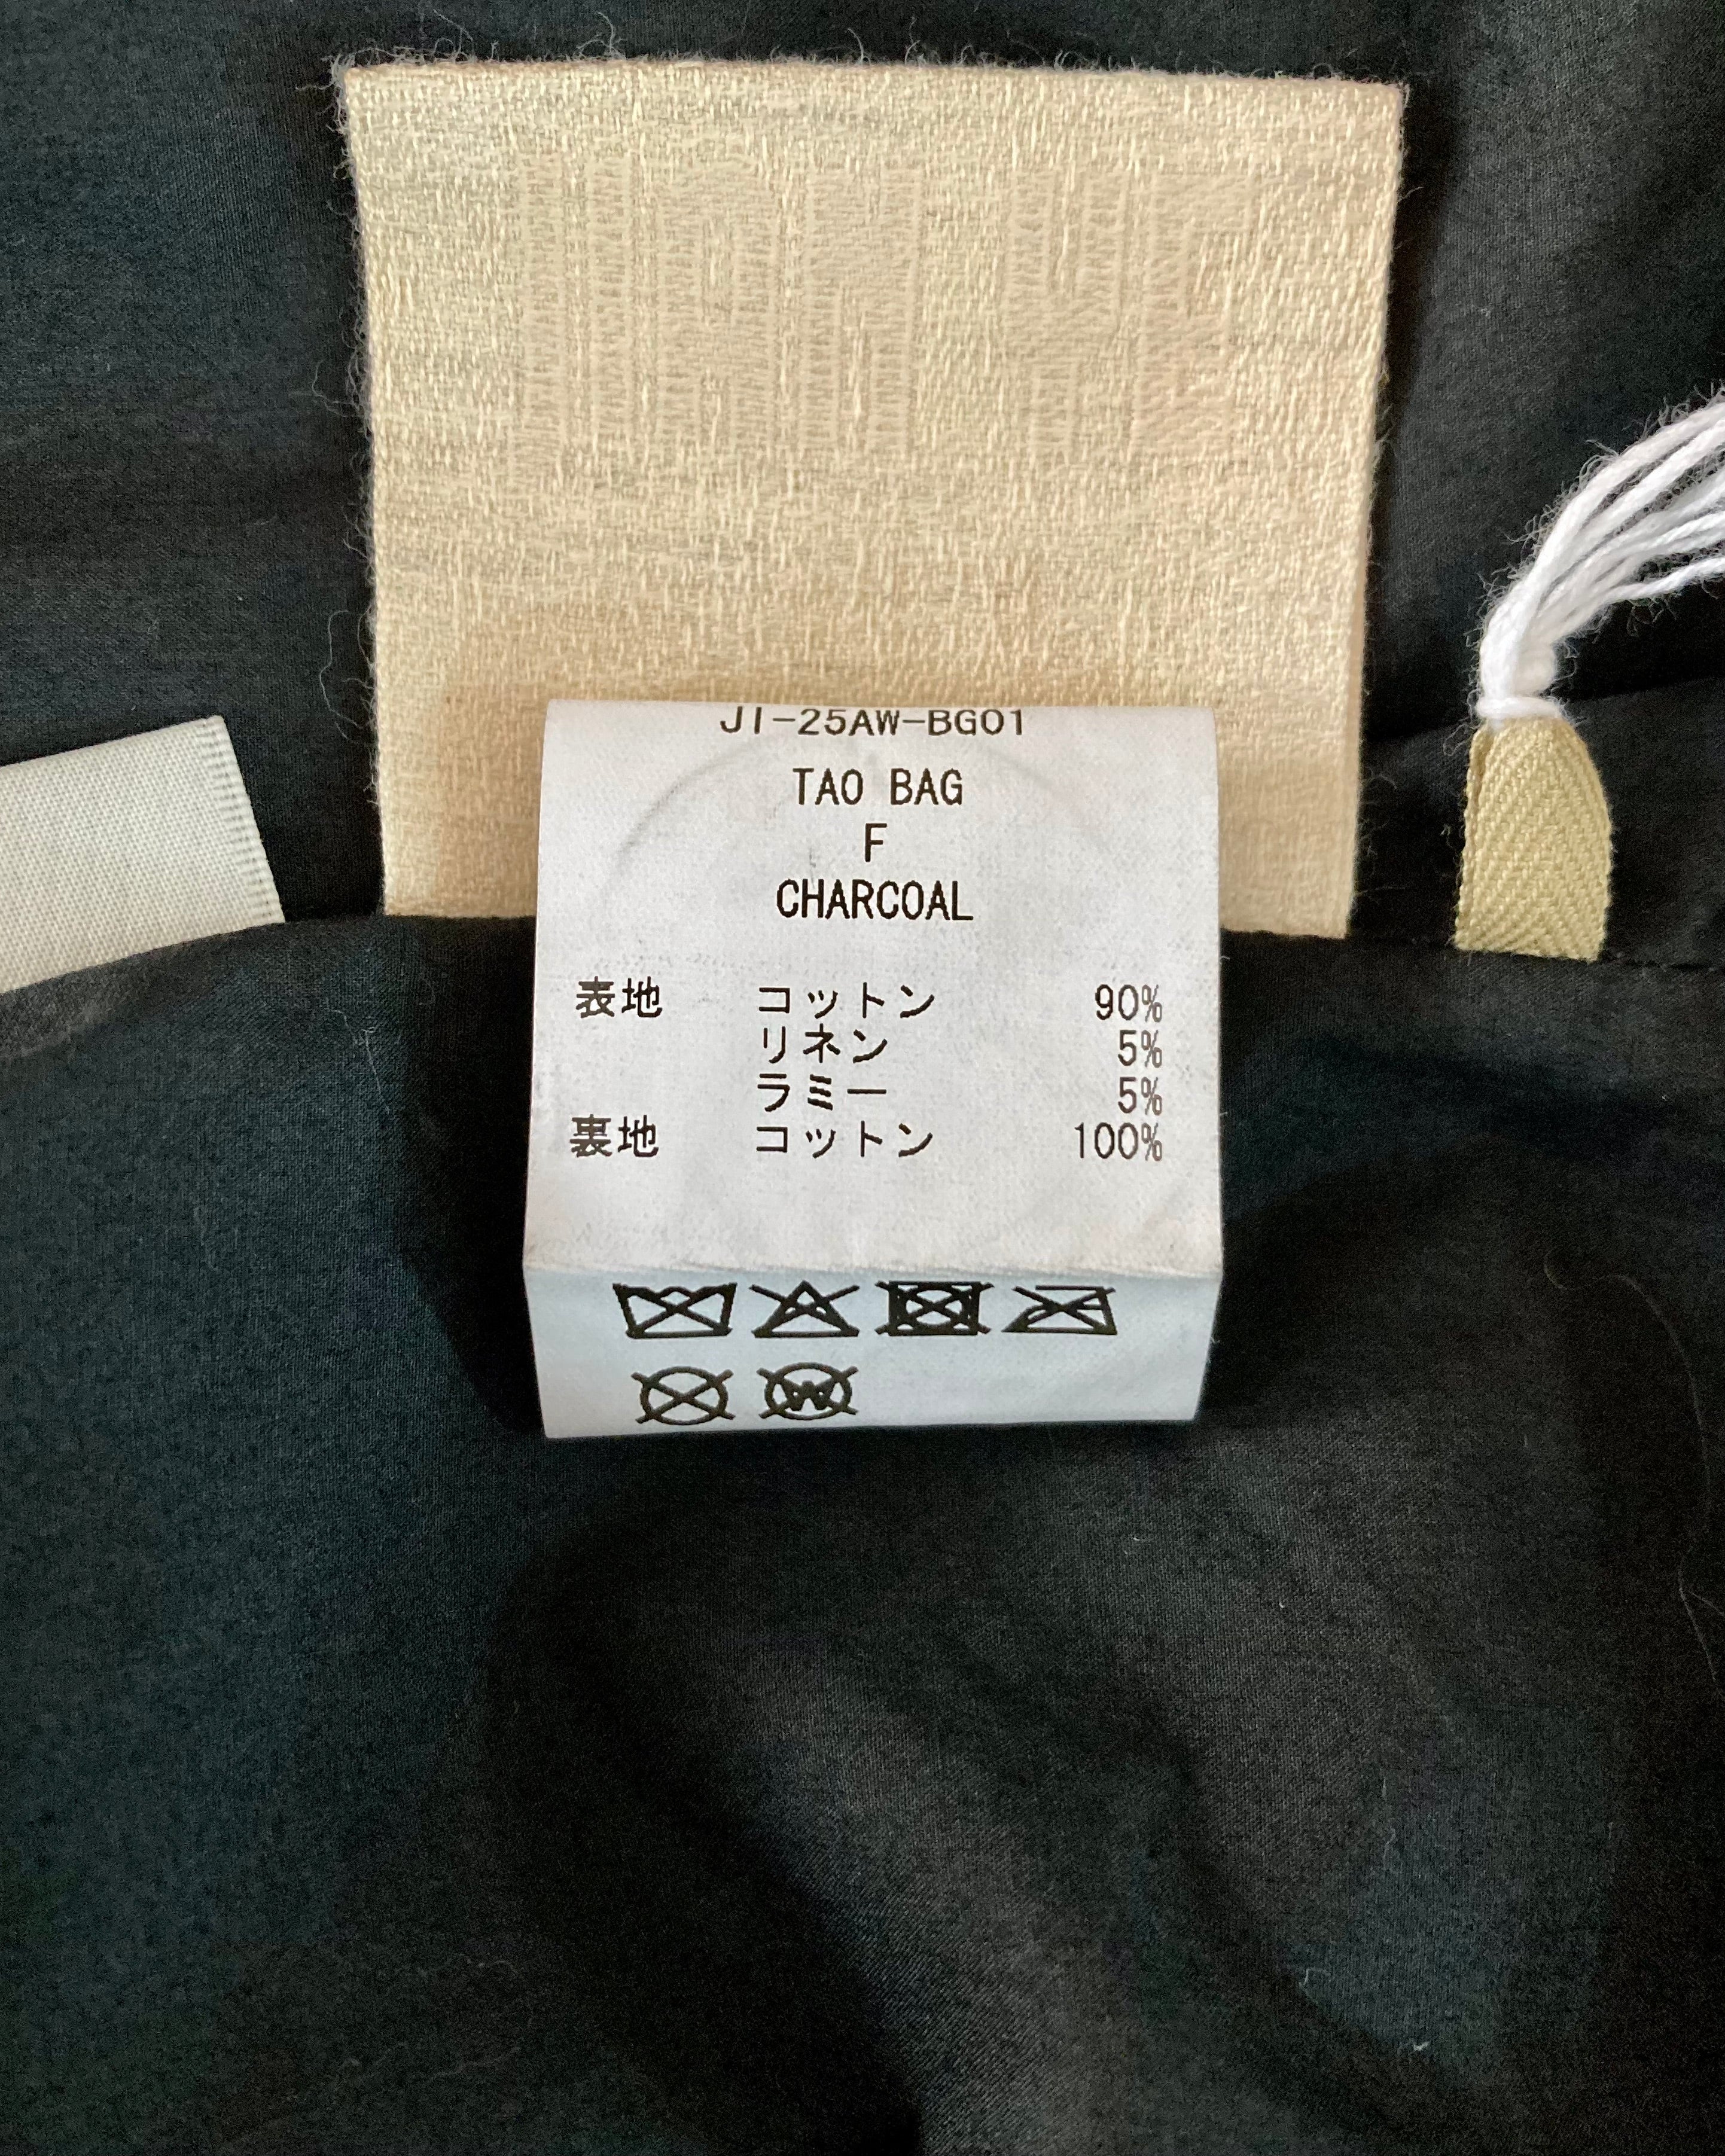 JI-25AW-BG01
TAO BAG
F
CHARCOAL
表地 コットン 90%
リネン 5%
ラミー 5%
裏地 コットン 100%
W